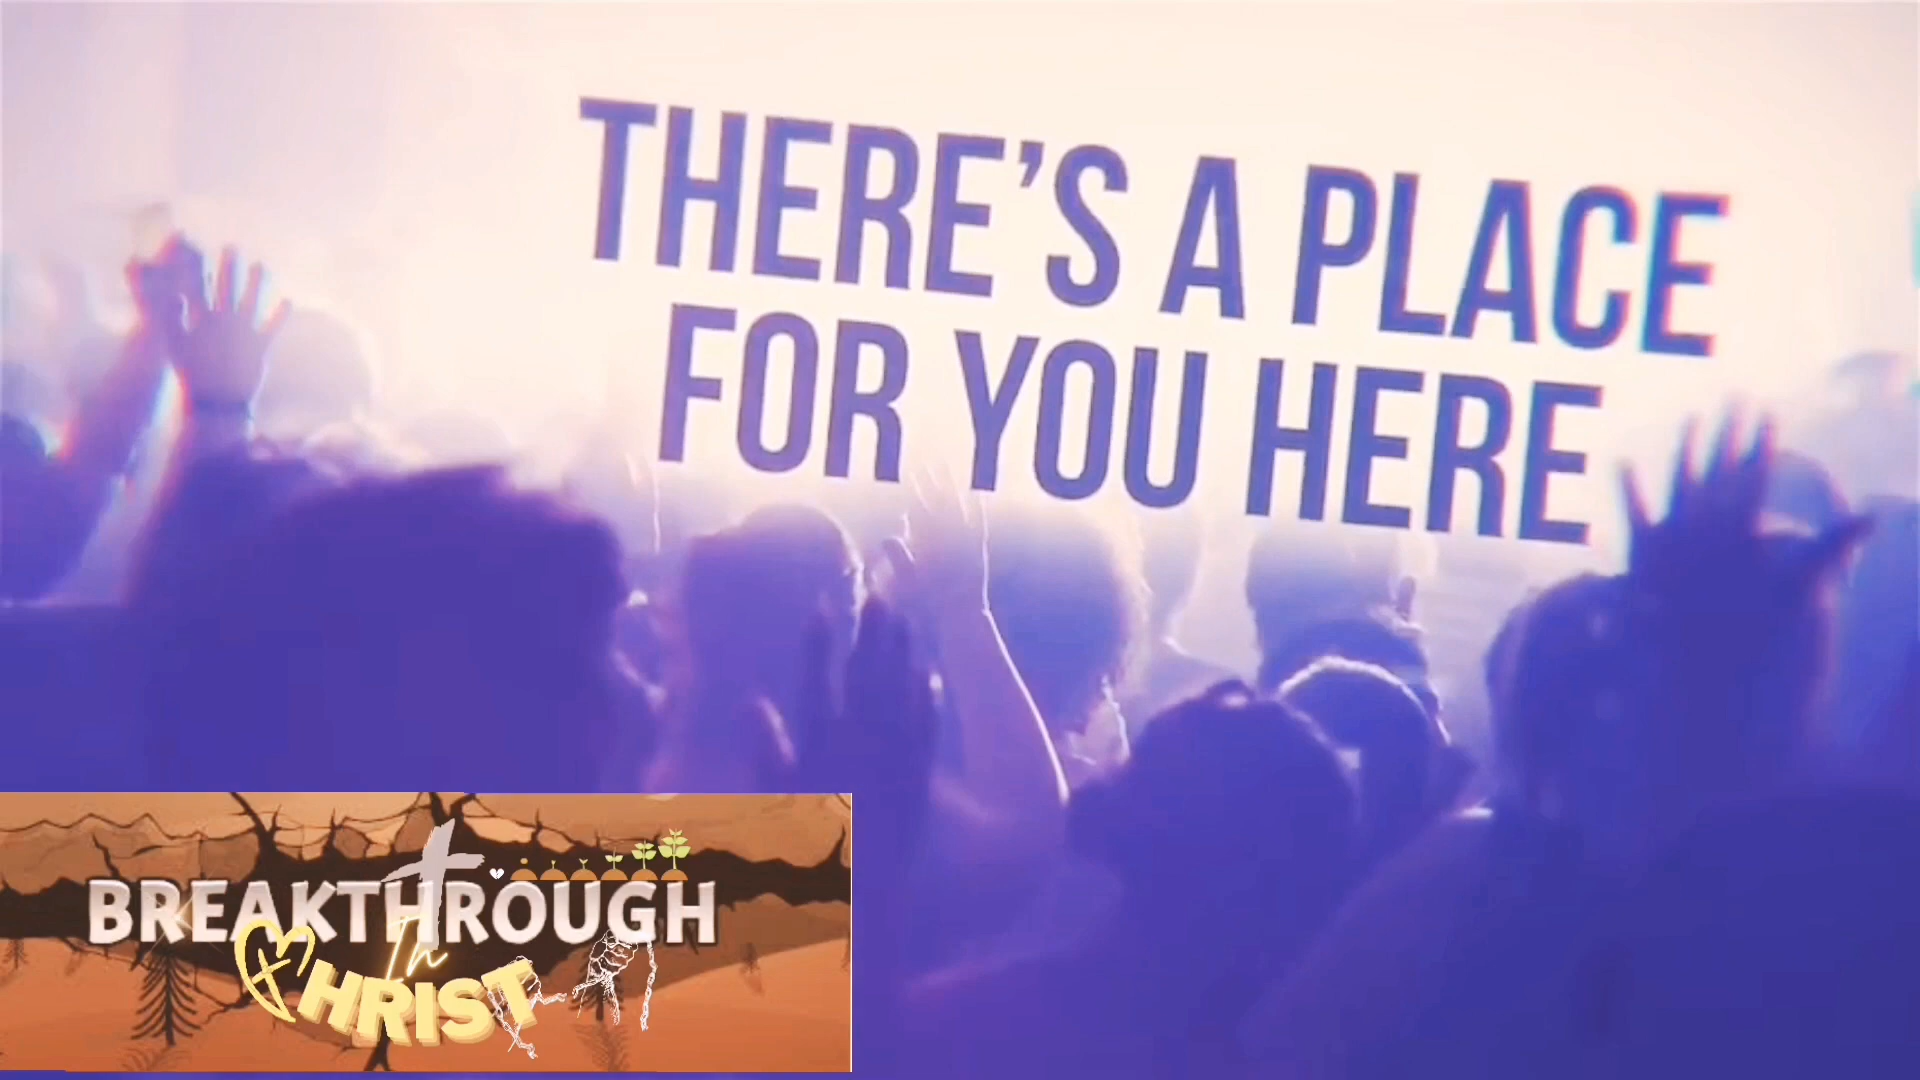 THERE'S A PLACE
FOR YOU HERE
BREAKTHROUGH
In
CHRIST